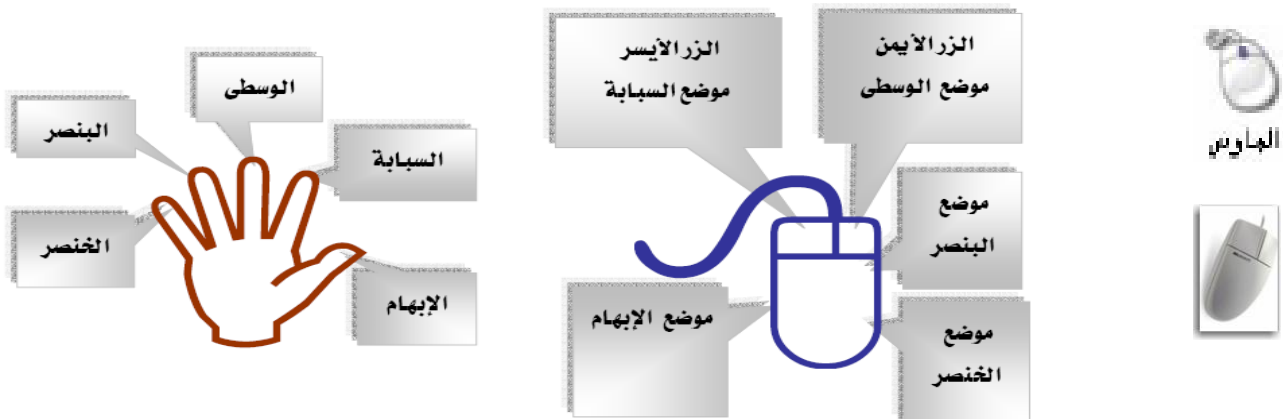 الماوس
الزر الأيمن
موضع الوسطى
الزر الأيسر
موضع السبابة
موضع
البنصر
موضع
الخنصر
موضع الإبهام
الوسطى
السبابة
البنصر
الخنصر
الإبهام